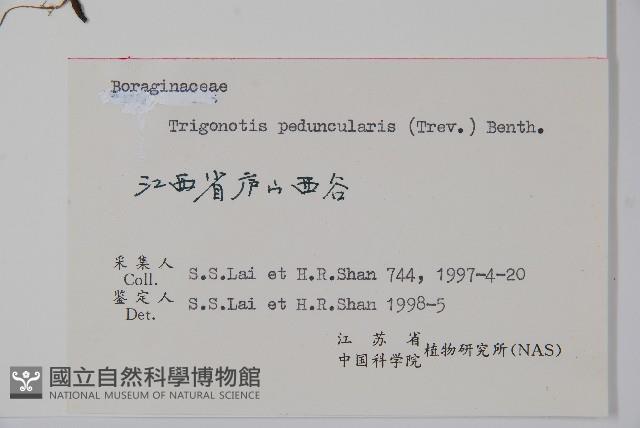 Boraginaceae
Trigonotis peduncularis (Trev.) Benth.
江西省庐山西谷
采集人 Coll. S.S.Lai et H.R.Shan 744, 1997-4-20
鉴定人 Det. S.S.Lai et H.R.Shan 1998-5
江苏省
中国科学院 植物研究所(NAS)
國立自然科學博物館
NATIONAL MUSEUM OF NATURAL SCIENCE